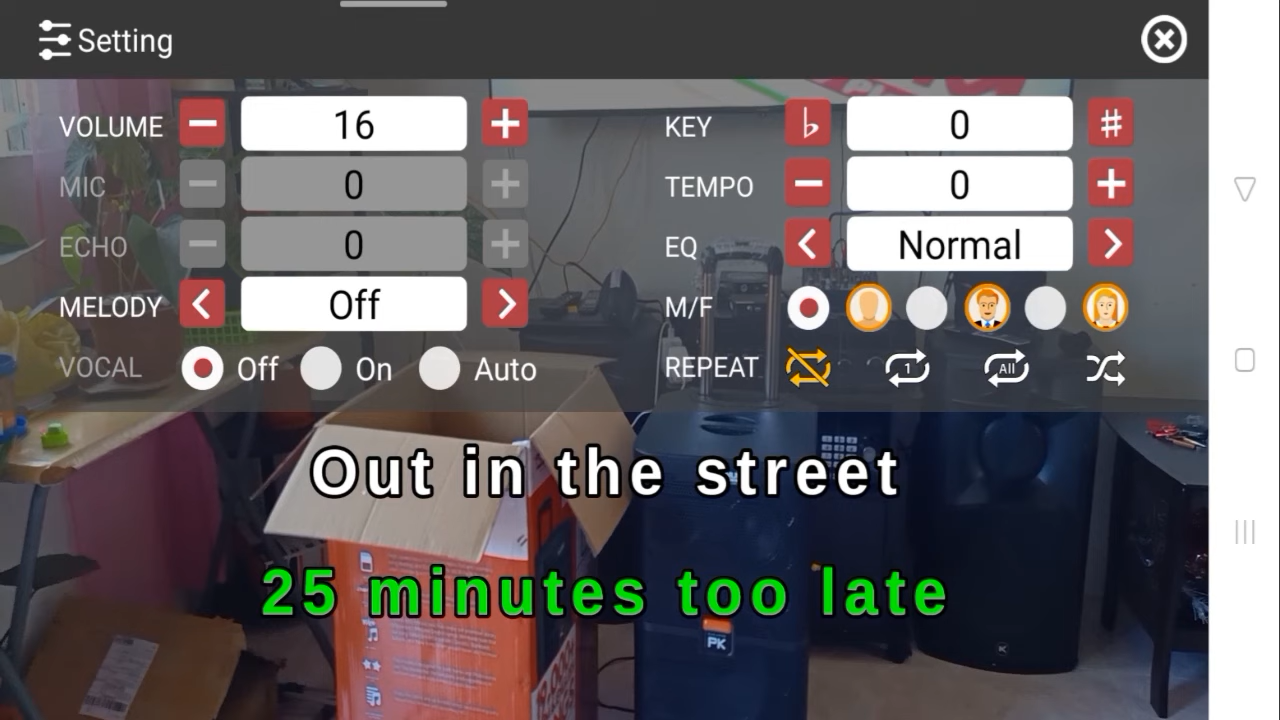 Setting
VOLUME 16
KEY ♭ 0 #
MIC 0
TEMPO 0
ECHO 0
EQ Normal
MELODY Off
M/F
VOCAL Off On Auto
REPEAT 1 All
Out in the street
25 minutes too late
PK
K